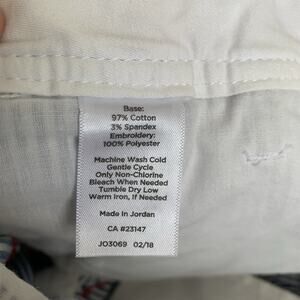 Base:
97% Cotton
3% Spandex
Embroidery:
100% Polyester
Machine Wash Cold
Gentle Cycle
Only Non-Chlorine
Bleach When Needed
Tumble Dry Low
Warm Iron, If Needed
Made in Jordan
CA #23147
JO3069 02/18